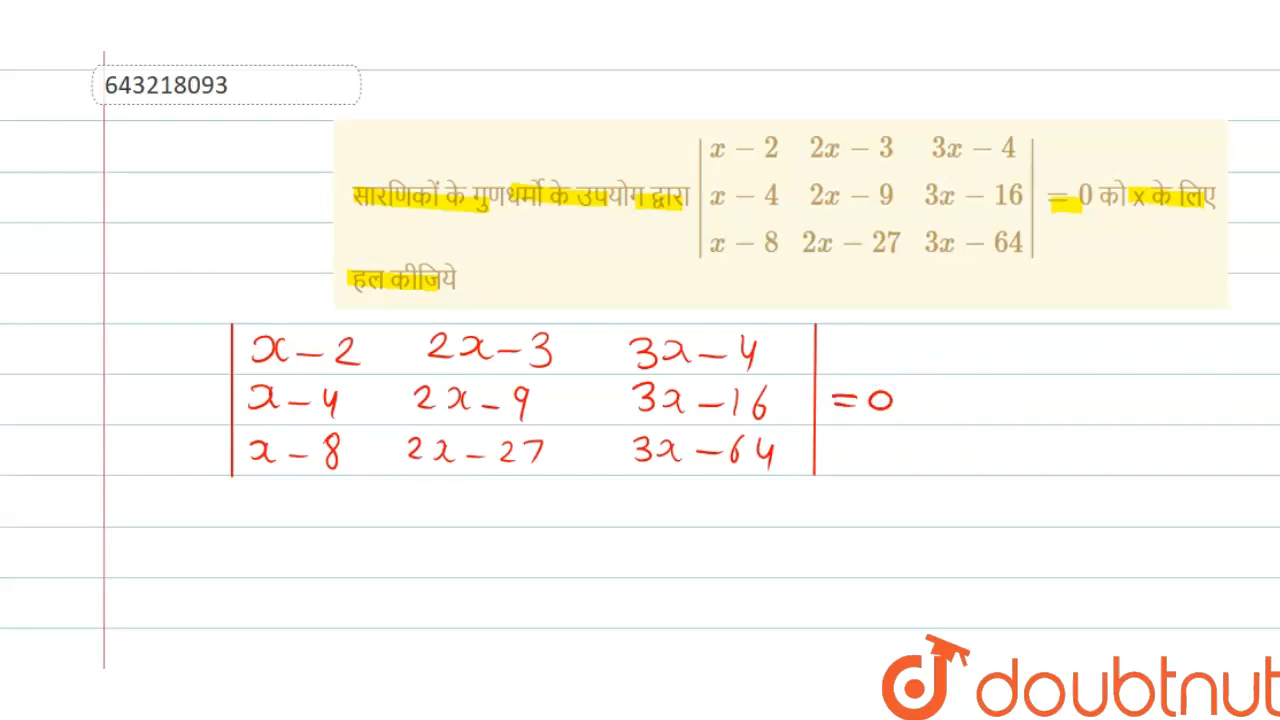 643218093
x − 2 2x − 3 3x − 4
सारणिकों के गुणधर्मो के उपयोग द्वारा x − 4 2x − 9 3x − 16 = 0 को x के लिए
x − 8 2x − 27 3x − 64
हल कीजिये
x − 2 2x − 3 3x − 4
x − 4 2x − 9 3x − 16 = 0
x − 8 2x − 27 3x − 64
doubtnut